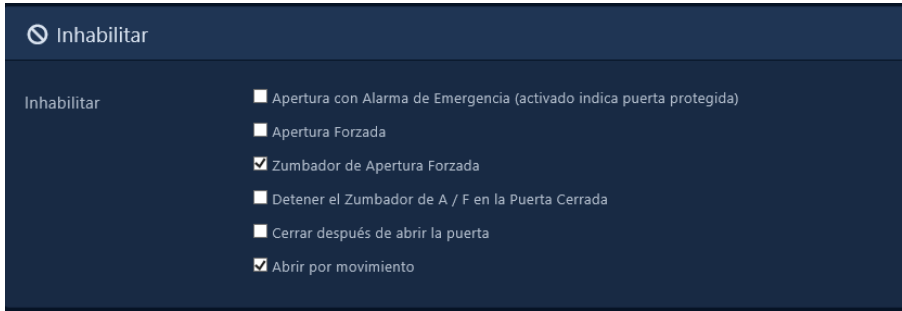 Inhabilitar
Inhabilitar
Apertura con Alarma de Emergencia (activado indica puerta protegida)
Apertura Forzada
Zumbador de Apertura Forzada
Detener el Zumbador de A / F en la Puerta Cerrada
Cerrar después de abrir la puerta
Abrir por movimiento